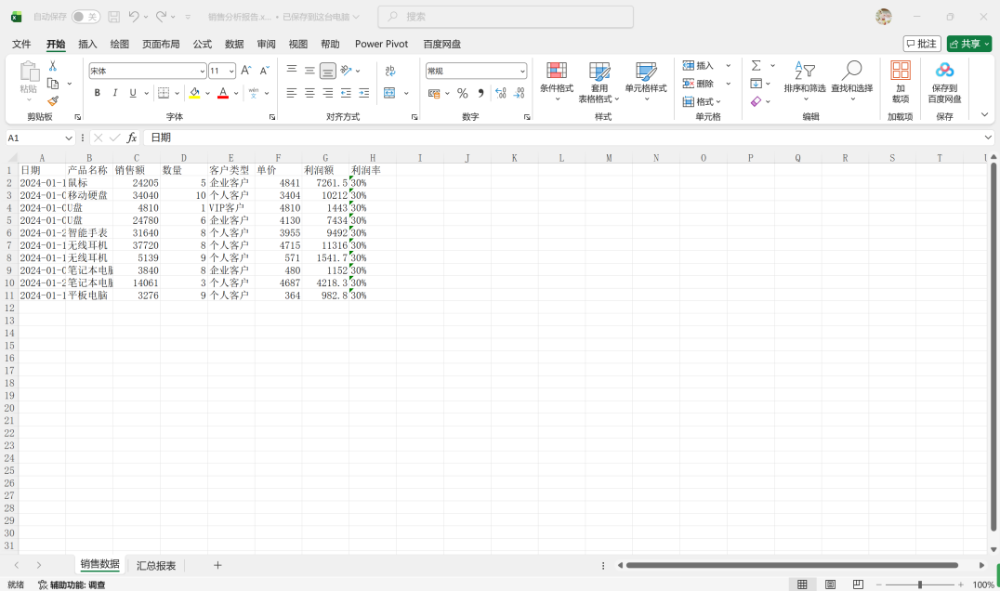 自动保存 关 销售分析报告.x... • 已保存到这台电脑 搜索
文件 开始 插入 绘图 页面布局 公式 数据 审阅 视图 帮助 Power Pivot 百度网盘 批注 共享
粘贴 宋体 11 常规 条件格式 套用 表格格式 单元格样式 插入 删除 格式 排序和筛选 查找和选择 加 载项 保存到 百度网盘
剪贴板 字体 对齐方式 数字 样式 单元格 编辑 加载项 保存
A1 fx 日期
A B C D E F G H I J K L M N O P Q R S T
1 日期 产品名称 销售额 数量 客户类型 单价 利润额 利润率
2 2024-01-1 鼠标 24205 5 企业客户 4841 7261.5 30%
3 2024-01-0 移动硬盘 34040 10 个人客户 3404 10212 30%
4 2024-01-0 U盘 4810 1 VIP客户 4810 1443 30%
5 2024-01-0 U盘 24780 6 企业客户 4130 7434 30%
6 2024-01-2 智能手表 31640 8 个人客户 3955 9492 30%
7 2024-01-1 无线耳机 37720 8 个人客户 4715 11316 30%
8 2024-01-1 无线耳机 5139 9 个人客户 571 1541.7 30%
9 2024-01-0 笔记本电脑 3840 8 企业客户 480 1152 30%
10 2024-01-2 笔记本电脑 14061 3 个人客户 4687 4218.3 30%
11 2024-01-1 平板电脑 3276 9 个人客户 364 982.8 30%
12
13
14
15
16
17
18
19
20
21
22
23
24
25
26
27
28
29
30
31
销售数据 汇总报表
就绪 辅助功能: 调查 100%